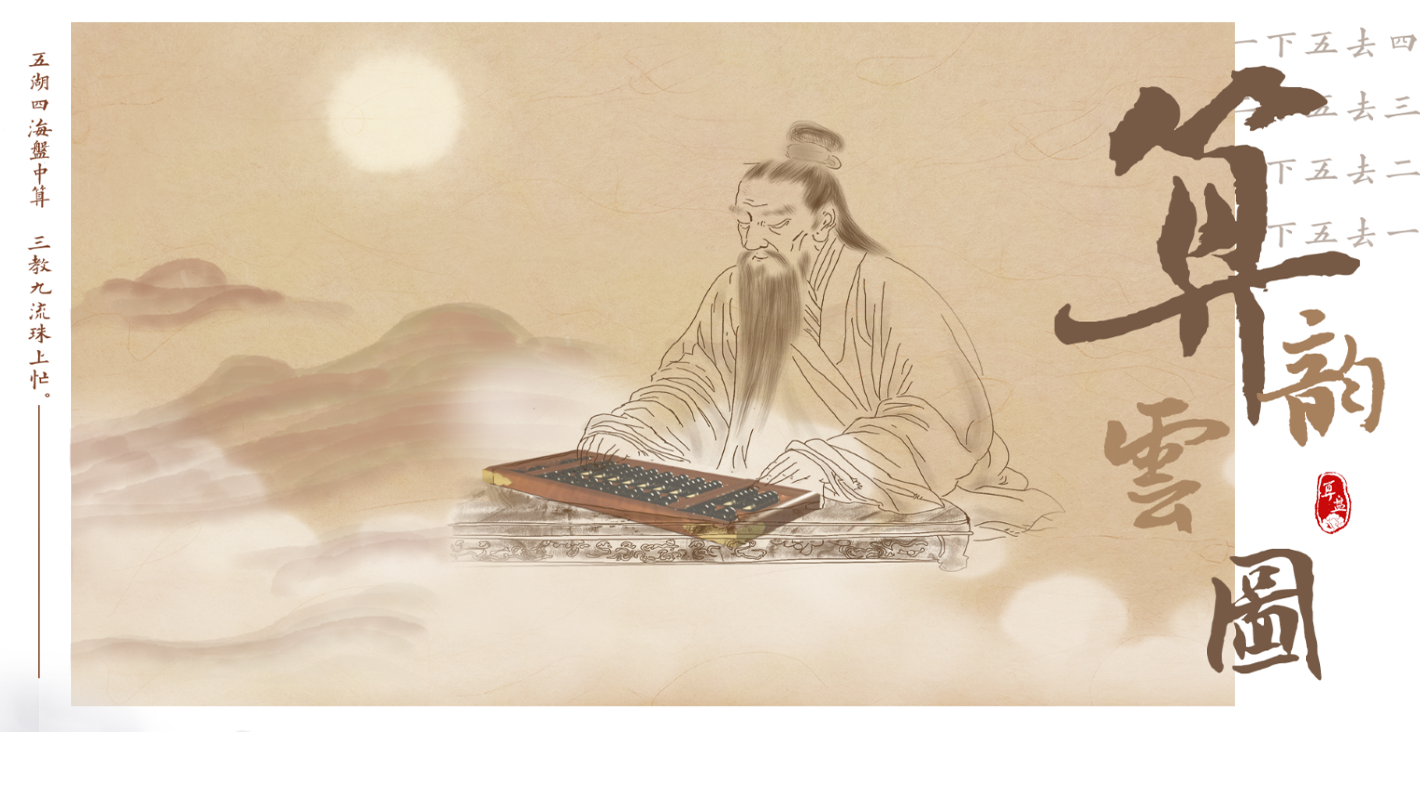 五湖四海盤中算 三教九流珠上忙。
算韵雲圖
一下五去四
五去三
下五去二
下五去一